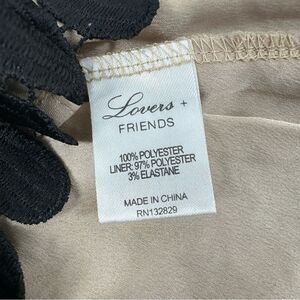 Lovers +
FRIENDS
100% POLYESTER
LINER: 97% POLYESTER
3% ELASTANE
MADE IN CHINA
RN132829